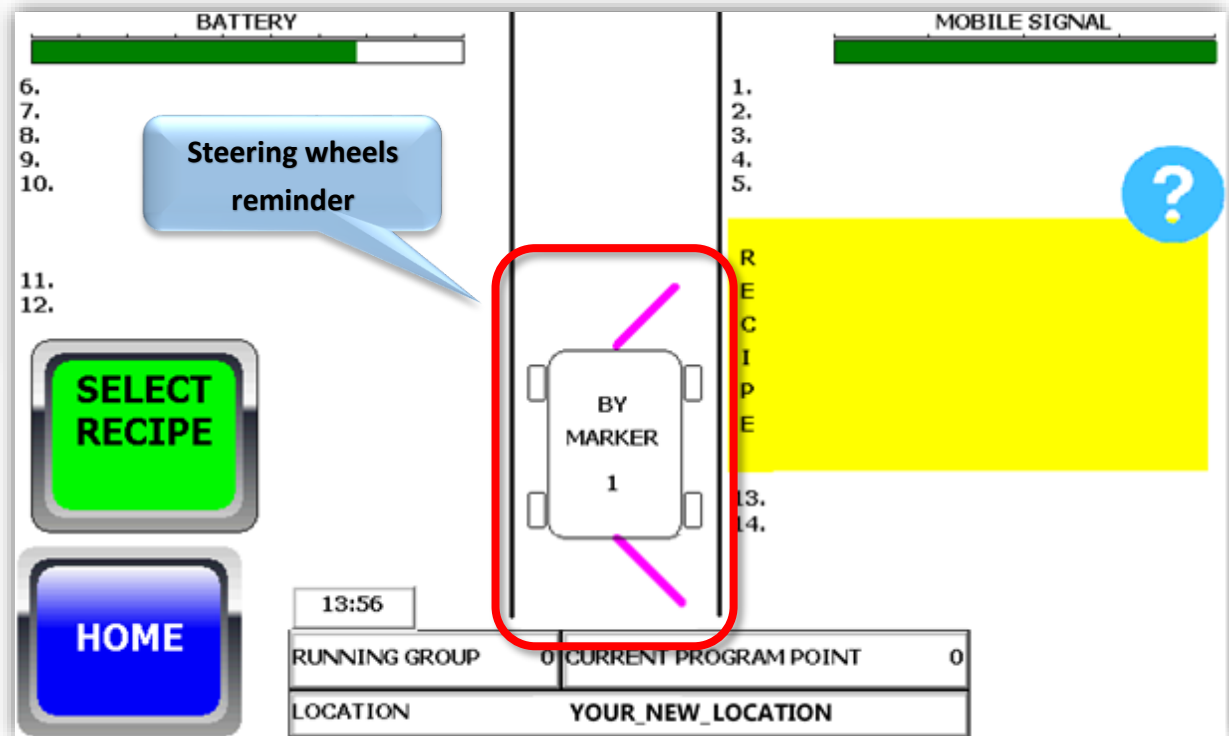 BATTERY
MOBILE SIGNAL
6.
7.
8.
9.
10.
Steering wheels
reminder
11.
12.
1.
2.
3.
4.
5.
?
R
E
C
I
P
E
13.
14.
SELECT
RECIPE
BY
MARKER
1
HOME
13:56
RUNNING GROUP 0 CURRENT PROGRAM POINT 0
LOCATION YOUR_NEW_LOCATION